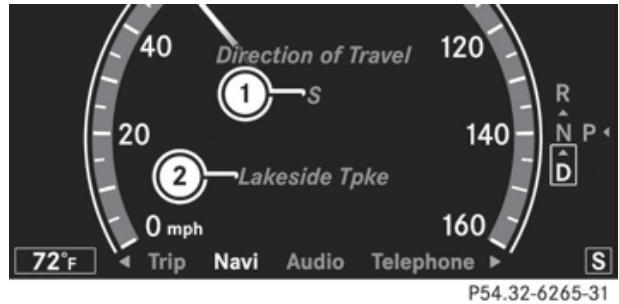 40 Direction of Travel 120
1 S R
20 140 N P
2 Lakeside Tpke D
0 mph 160
72°F Trip Navi Audio Telephone S
P54.32-6265-31